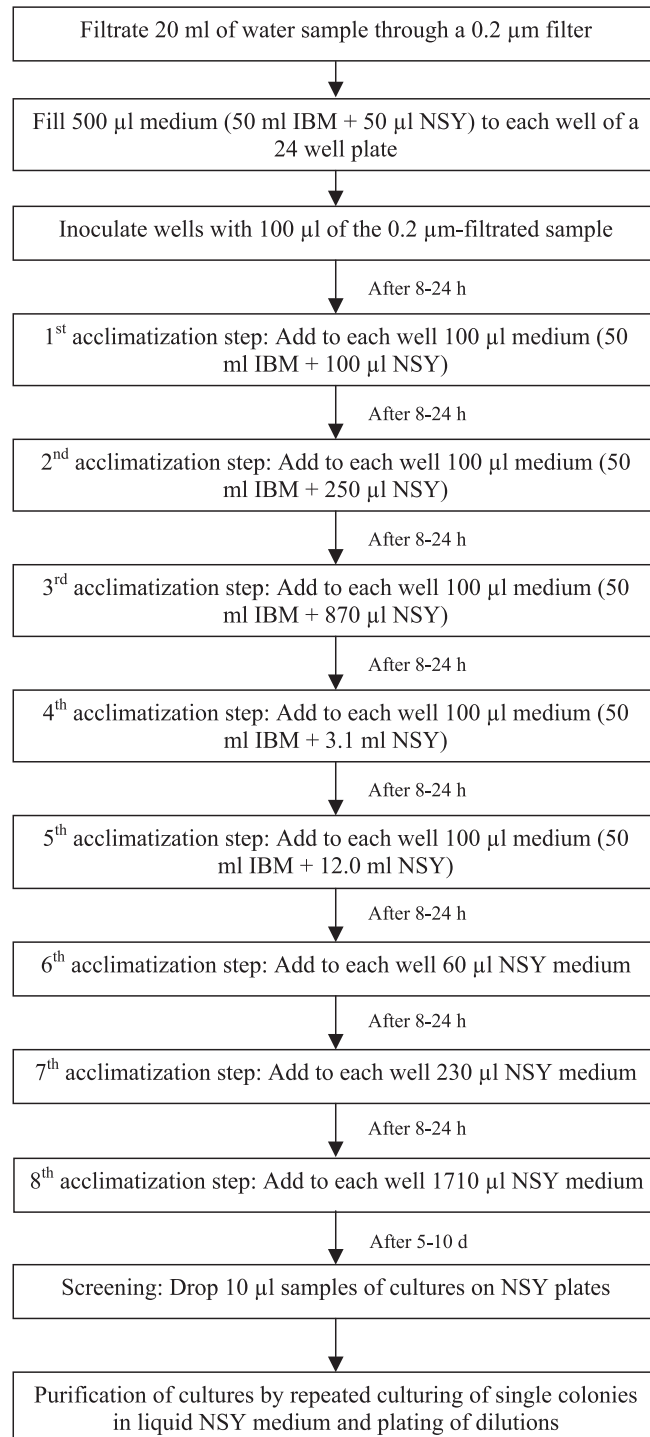 Filtrate 20 ml of water sample through a 0.2 µm filter
Fill 500 µl medium (50 ml IBM + 50 µl NSY) to each well of a
24 well plate
Inoculate wells with 100 µl of the 0.2 µm-filtrated sample
After 8-24 h
1st acclimatization step: Add to each well 100 µl medium (50
ml IBM + 100 µl NSY)
After 8-24 h
2nd acclimatization step: Add to each well 100 µl medium (50
ml IBM + 250 µl NSY)
After 8-24 h
3rd acclimatization step: Add to each well 100 µl medium (50
ml IBM + 870 µl NSY)
After 8-24 h
4th acclimatization step: Add to each well 100 µl medium (50
ml IBM + 3.1 ml NSY)
After 8-24 h
5th acclimatization step: Add to each well 100 µl medium (50
ml IBM + 12.0 ml NSY)
After 8-24 h
6th acclimatization step: Add to each well 60 µl NSY medium
After 8-24 h
7th acclimatization step: Add to each well 230 µl NSY medium
After 8-24 h
8th acclimatization step: Add to each well 1710 µl NSY medium
After 5-10 d
Screening: Drop 10 µl samples of cultures on NSY plates
Purification of cultures by repeated culturing of single colonies
in liquid NSY medium and plating of dilutions